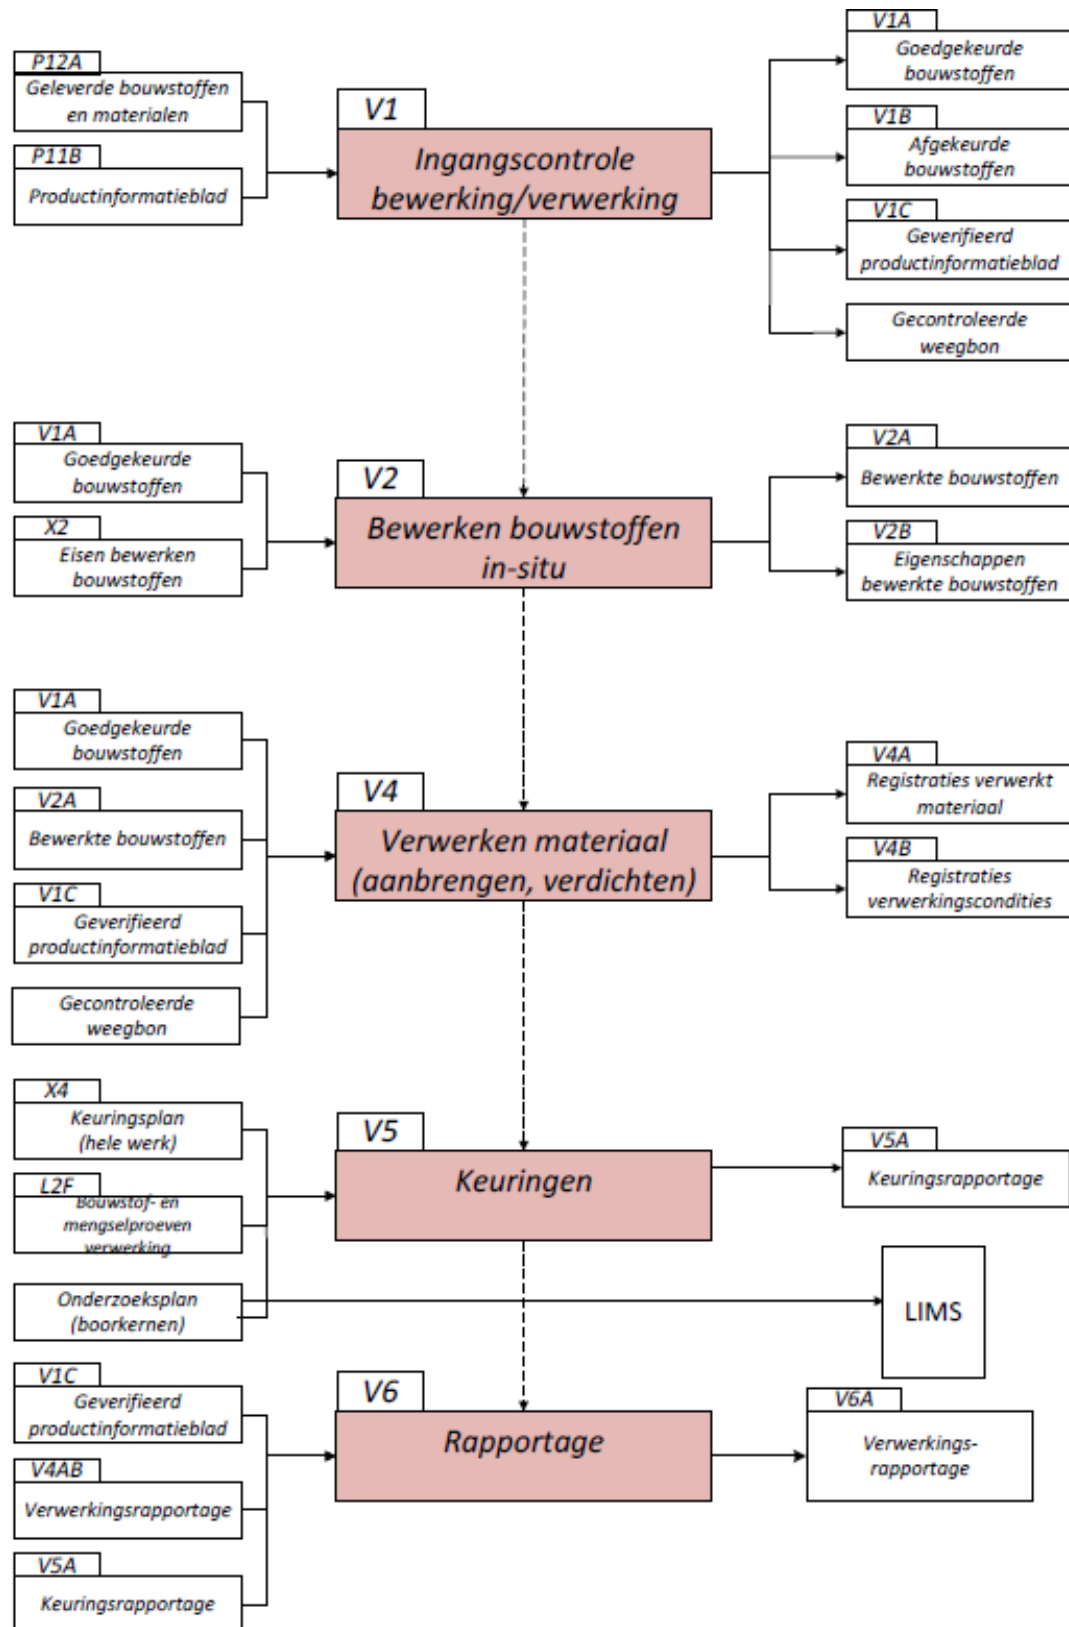 P12A
Geleverde bouwstoffen
en materialen
P11B
Productinformatieblad
V1
Ingangscontrole
bewerking/verwerking
V1A
Goedgekeurde
bouwstoffen
V1B
Afgekeurde
bouwstoffen
V1C
Geverifieerd
productinformatieblad
Gecontroleerde
weegbon
V1A
Goedgekeurde
bouwstoffen
X2
Eisen bewerken
bouwstoffen
V2
Bewerken bouwstoffen
in-situ
V2A
Bewerkte bouwstoffen
V2B
Eigenschappen
bewerkte bouwstoffen
V1A
Goedgekeurde
bouwstoffen
V2A
Bewerkte bouwstoffen
V1C
Geverifieerd
productinformatieblad
Gecontroleerde
weegbon
V4
Verwerken materiaal
(aanbrengen, verdichten)
V4A
Registraties verwerkt
materiaal
V4B
Registraties
verwerkingscondities
X4
Keuringsplan
(hele werk)
L2F
Bouwstof- en
mengselproeven
verwerking
Onderzoeksplan
(boorkernen)
V5
Keuringen
V5A
Keuringsrapportage
LIMS
V1C
Geverifieerd
productinformatieblad
V4AB
Verwerkingsrapportage
V5A
Keuringsrapportage
V6
Rapportage
V6A
Verwerkings-
rapportage